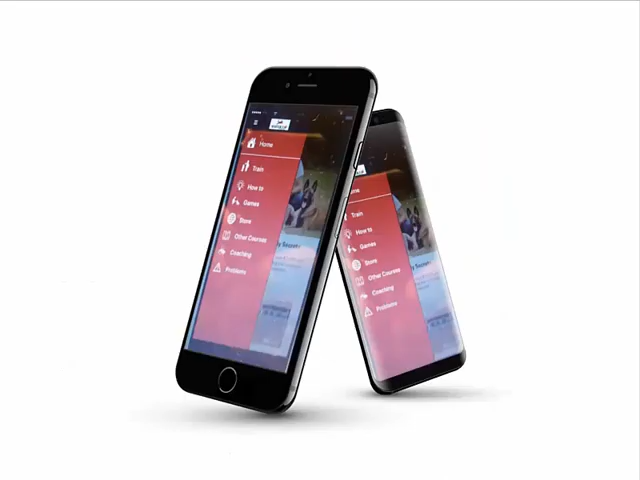 Home
Train
How to
Games
Store
Other Courses
Coaching
Problems
Train
How to
Games
Store
Other Courses
Coaching
Problems